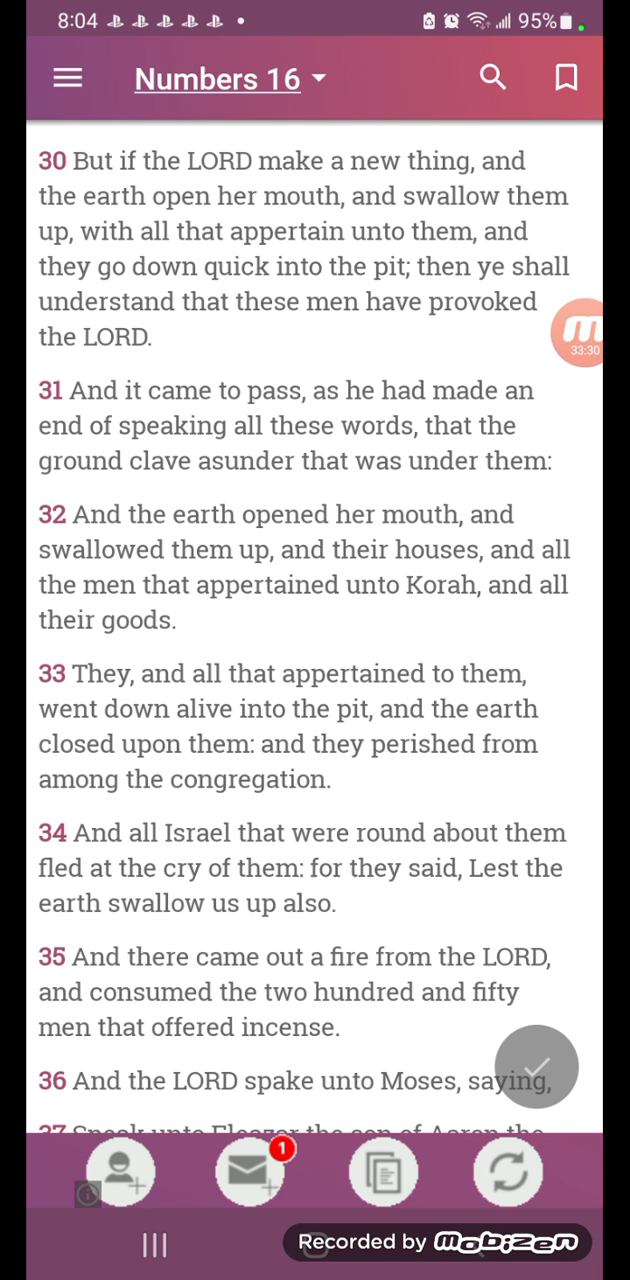 8:04 95%
Numbers 16
30 But if the LORD make a new thing, and
the earth open her mouth, and swallow them
up, with all that appertain unto them, and
they go down quick into the pit; then ye shall
understand that these men have provoked
the LORD.
33:30
31 And it came to pass, as he had made an
end of speaking all these words, that the
ground clave asunder that was under them:
32 And the earth opened her mouth, and
swallowed them up, and their houses, and all
the men that appertained unto Korah, and all
their goods.
33 They, and all that appertained to them,
went down alive into the pit, and the earth
closed upon them: and they perished from
among the congregation.
34 And all Israel that were round about them
fled at the cry of them: for they said, Lest the
earth swallow us up also.
35 And there came out a fire from the LORD,
and consumed the two hundred and fifty
men that offered incense.
36 And the LORD spake unto Moses, saying,
37 Speak unto Eleazar the son of Aaron the
1
Recorded by mobizen